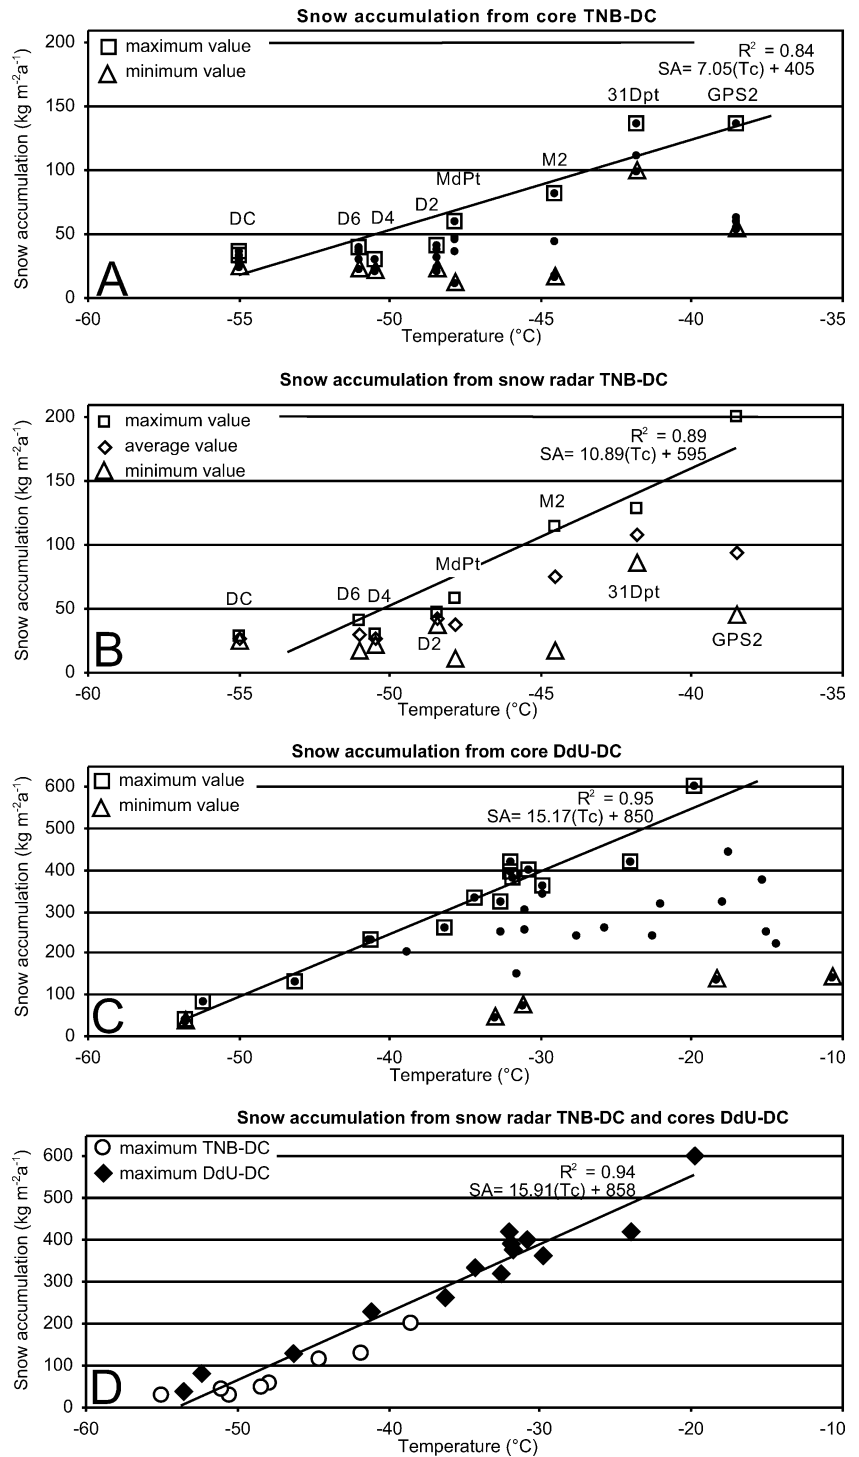 Snow accumulation from core TNB-DC
200
150
100
50
0
Snow accumulation (kg m-2a-1)
maximum value
minimum value
R2 = 0.84
SA= 7.05(Tc) + 405
31Dpt
GPS2
M2
MdPt
D2
DC
D6
D4
A
-60
-55
-50
-45
-40
-35
Temperature (°C)
Snow accumulation from snow radar TNB-DC
200
150
100
50
0
Snow accumulation (kg m-2a-1)
maximum value
average value
minimum value
R2 = 0.89
SA= 10.89(Tc) + 595
M2
MdPt
DC
D6
D4
31Dpt
D2
GPS2
B
-60
-55
-50
-45
-40
-35
Temperature (°C)
Snow accumulation from core DdU-DC
600
500
400
300
200
100
0
Snow accumulation (kg m-2a-1)
maximum value
minimum value
R2 = 0.95
SA= 15.17(Tc) + 850
C
-60
-50
-40
-30
-20
-10
Temperature (°C)
Snow accumulation from snow radar TNB-DC and cores DdU-DC
600
500
400
300
200
100
0
Snow accumulation (kg m-2a-1)
maximum TNB-DC
maximum DdU-DC
R2 = 0.94
SA= 15.91(Tc) + 858
D
-60
-50
-40
-30
-20
-10
Temperature (°C)